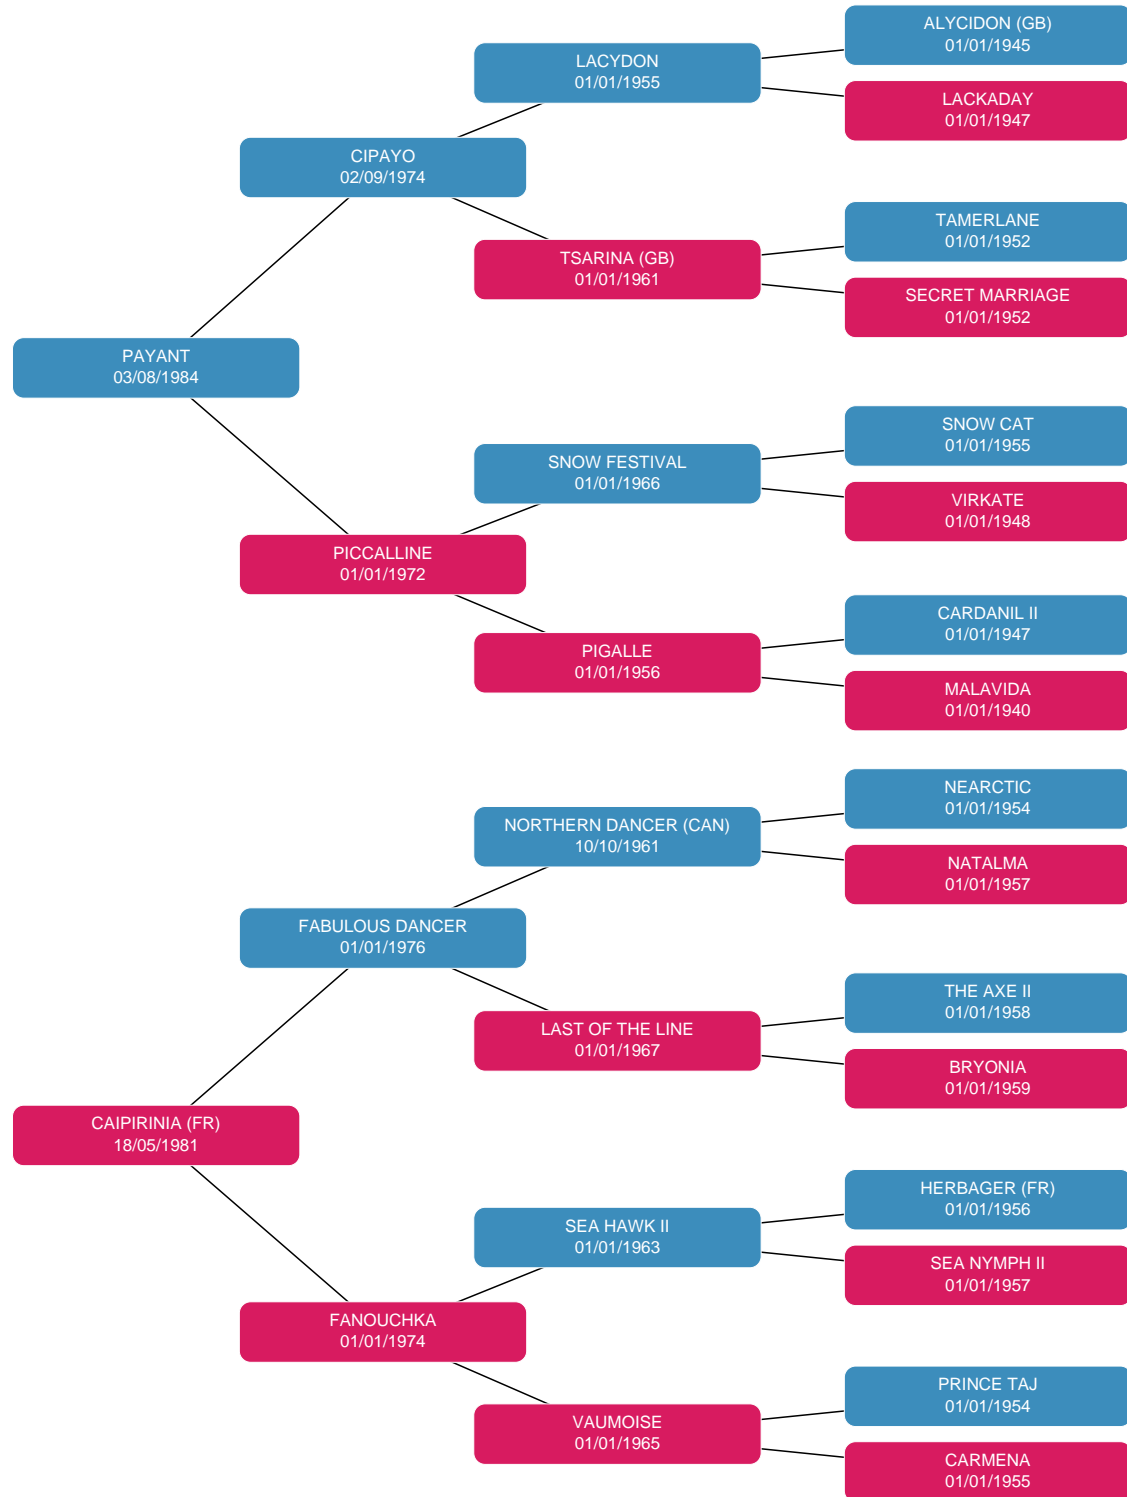 ALYCIDON (GB)
01/01/1945
LACYDON
01/01/1955
LACKADAY
01/01/1947
CIPAYO
02/09/1974
TAMERLANE
01/01/1952
TSARINA (GB)
01/01/1961
SECRET MARRIAGE
01/01/1952
PAYANT
03/08/1984
SNOW CAT
01/01/1955
SNOW FESTIVAL
01/01/1966
VIRKATE
01/01/1948
PICCALLINE
01/01/1972
CARDANIL II
01/01/1947
PIGALLE
01/01/1956
MALAVIDA
01/01/1940
NEARCTIC
01/01/1954
NORTHERN DANCER (CAN)
10/10/1961
NATALMA
01/01/1957
FABULOUS DANCER
01/01/1976
THE AXE II
01/01/1958
LAST OF THE LINE
01/01/1967
BRYONIA
01/01/1959
CAIPIRINIA (FR)
18/05/1981
HERBAGER (FR)
01/01/1956
SEA HAWK II
01/01/1963
SEA NYMPH II
01/01/1957
FANOUCHKA
01/01/1974
PRINCE TAJ
01/01/1954
VAUMOISE
01/01/1965
CARMENA
01/01/1955